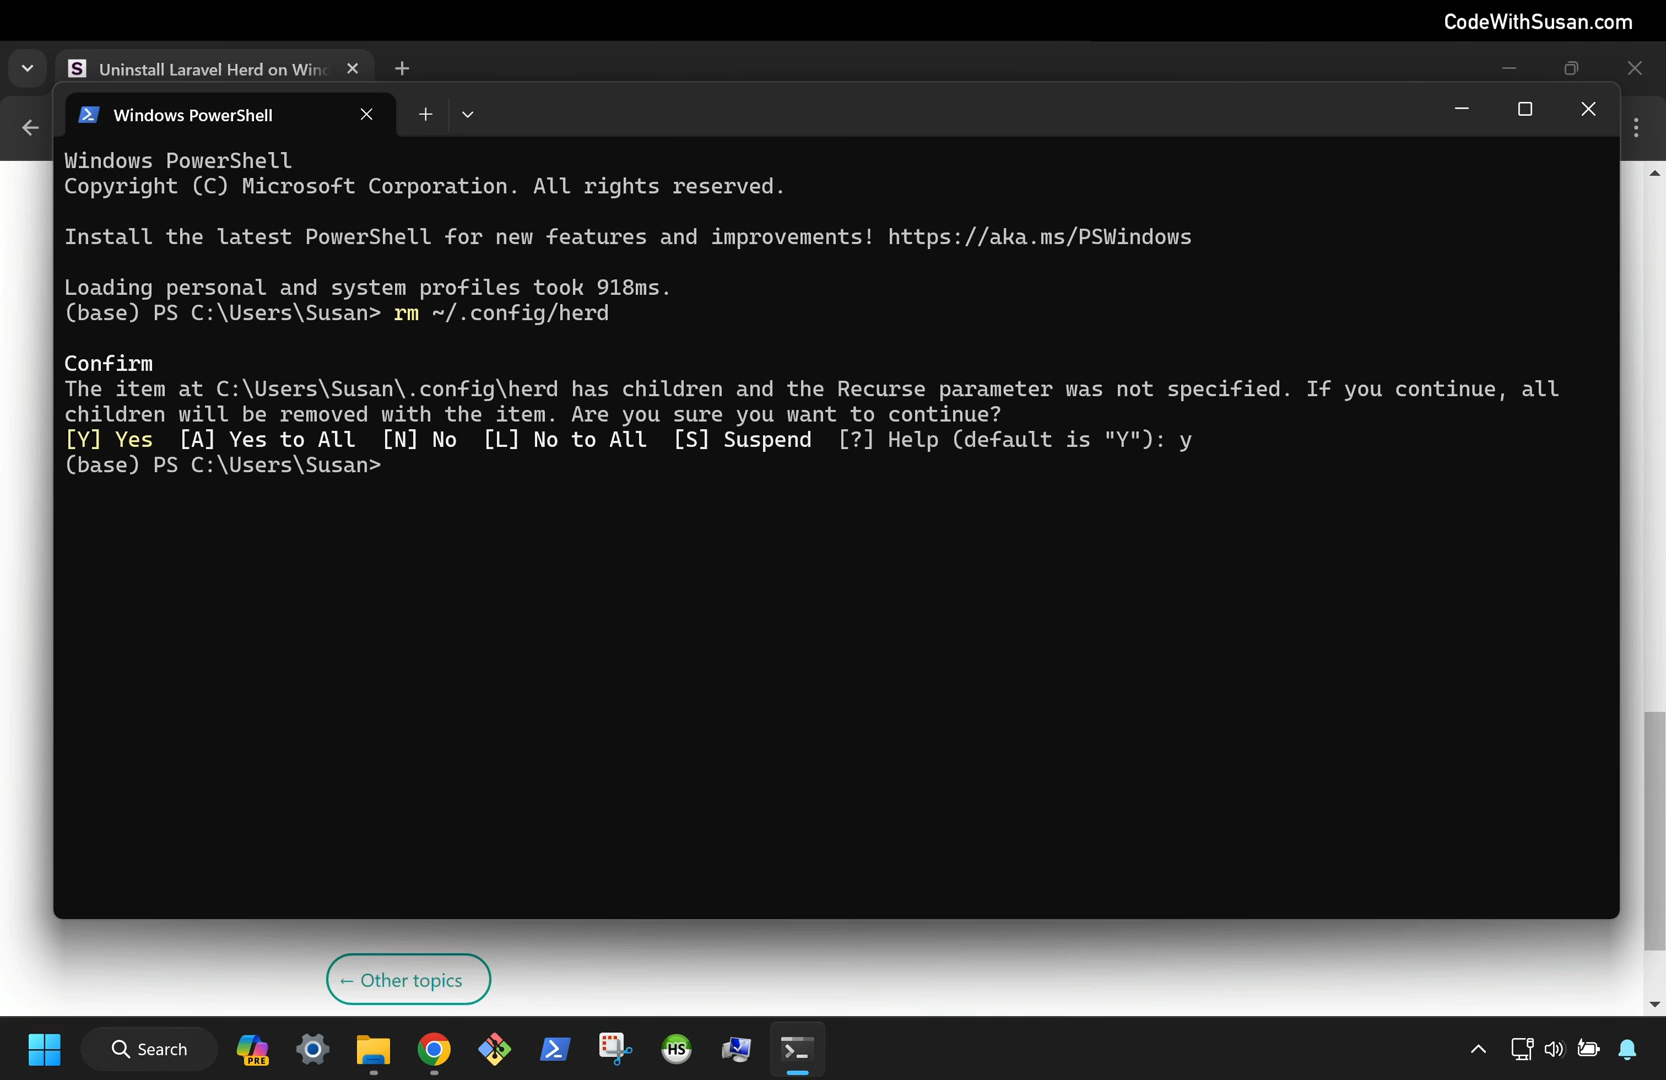 CodeWithSusan.com
Uninstall Laravel Herd on Win
Windows PowerShell
Windows PowerShell
Copyright (C) Microsoft Corporation. All rights reserved.
Install the latest PowerShell for new features and improvements! https://aka.ms/PSWindows
Loading personal and system profiles took 918ms.
(base) PS C:\Users\Susan> rm ~/.config/herd
Confirm
The item at C:\Users\Susan\.config\herd has children and the Recurse parameter was not specified. If you continue, all
children will be removed with the item. Are you sure you want to continue?
[Y] Yes  [A] Yes to All  [N] No  [L] No to All  [S] Suspend  [?] Help (default is "Y"): y
(base) PS C:\Users\Susan>
← Other topics
Search
PRE
HS